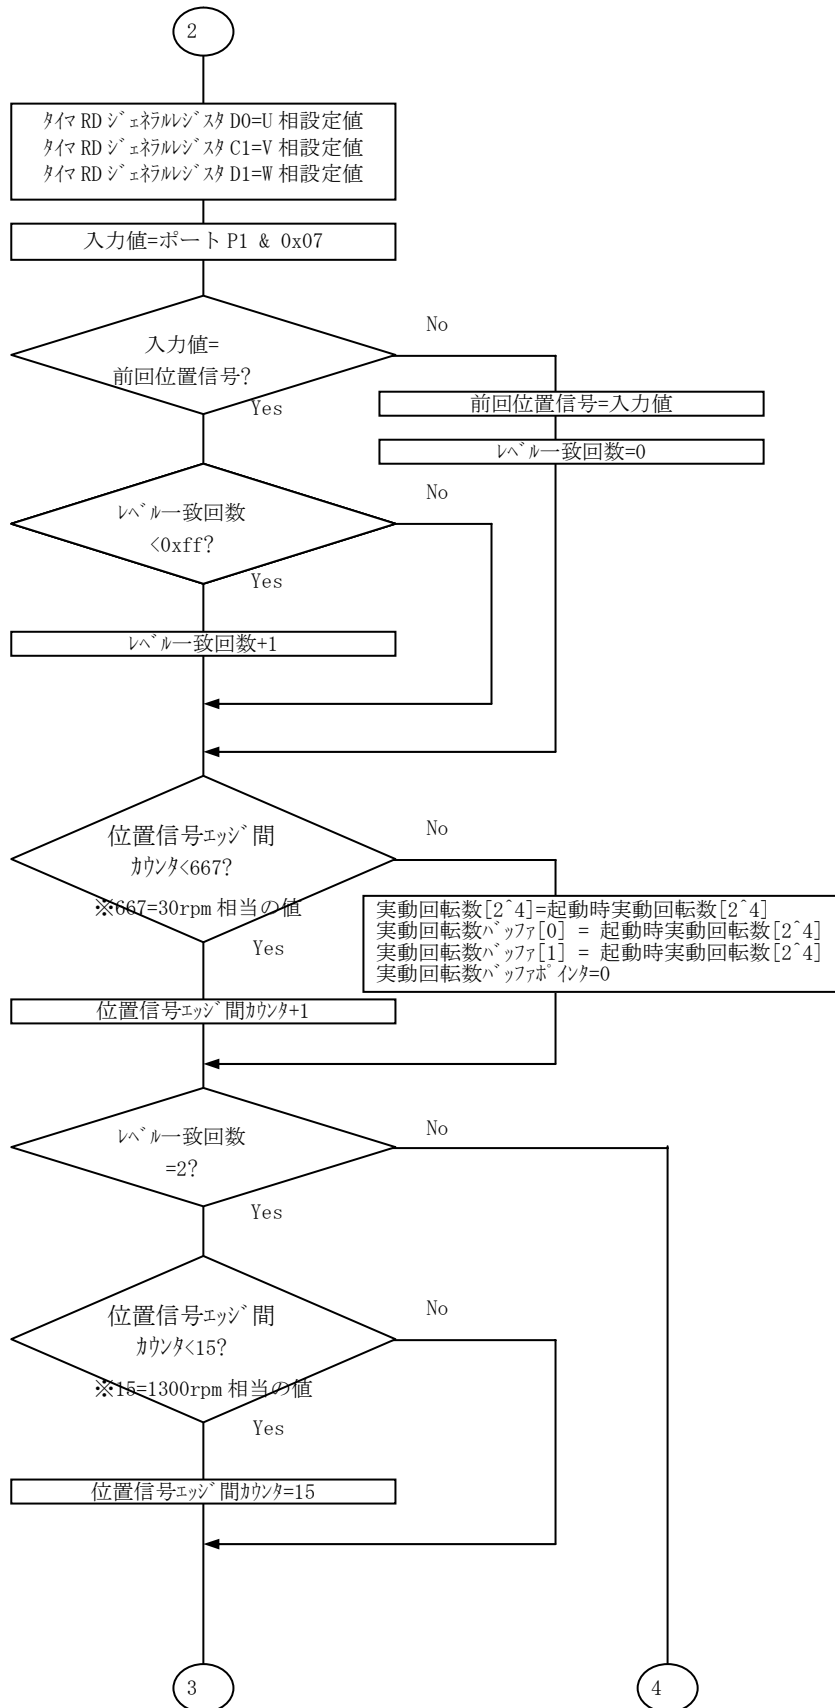 2
ﾀｲﾏ RD ｼﾞｪﾈﾗﾙﾚｼﾞｽﾀ D0=U 相設定値
ﾀｲﾏ RD ｼﾞｪﾈﾗﾙﾚｼﾞｽﾀ C1=V 相設定値
ﾀｲﾏ RD ｼﾞｪﾈﾗﾙﾚｼﾞｽﾀ D1=W 相設定値
入力値=ポート P1 & 0x07
入力値=
前回位置信号?
No
Yes
前回位置信号=入力値
ﾚﾍﾞﾙ一致回数=0
ﾚﾍﾞﾙ一致回数
<0xff?
No
Yes
ﾚﾍﾞﾙ一致回数+1
位置信号ｴｯｼﾞ間
ｶｳﾝﾀ<667?
※667=30rpm 相当の値
No
Yes
実動回転数[2^4]=起動時実動回転数[2^4]
実動回転数ﾊﾞｯﾌｧ[0] = 起動時実動回転数[2^4]
実動回転数ﾊﾞｯﾌｧ[1] = 起動時実動回転数[2^4]
実動回転数ﾊﾞｯﾌｧﾎﾟｲﾝﾀ=0
位置信号ｴｯｼﾞ間ｶｳﾝﾀ+1
ﾚﾍﾞﾙ一致回数
=2?
No
Yes
位置信号ｴｯｼﾞ間
ｶｳﾝﾀ<15?
※15=1300rpm 相当の値
No
Yes
位置信号ｴｯｼﾞ間ｶｳﾝﾀ=15
3
4